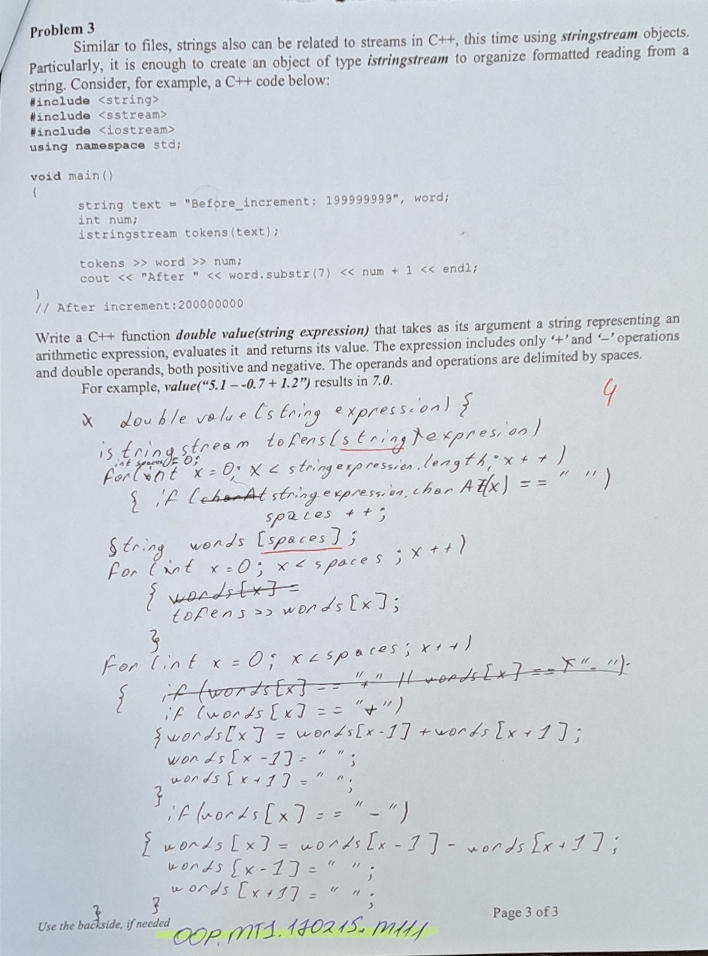 Problem 3
Similar to files, strings also can be related to streams in C++, this time using stringstream objects.
Particularly, it is enough to create an object of type istringstream to organize formatted reading from a
string. Consider, for example, a C++ code below:
#include <string>
#include <sstream>
#include <iostream>
using namespace std;
void main()
{
string text = "Before_increment: 199999999", word;
int num;
istringstream tokens(text);
tokens >> word >> num;
cout << "After " << word.substr(7) << num + 1 << endl;
}
// After increment:200000000
Write a C++ function double value(string expression) that takes as its argument a string representing an
arithmetic expression, evaluates it and returns its value. The expression includes only '+' and '–' operations
and double operands, both positive and negative. The operands and operations are delimited by spaces.
For example, value("5.1 – -0.7 + 1.2") results in 7.0.
4
x double value (string expression) {
istringstream tokens (string expresion)
int spaces = 0;
for (int x = 0; x < stringexpression.length; x++)
{ if (charAt stringexpression.charAt(x) == " ")
spaces ++;
String words [spaces];
for (int x = 0; x < spaces; x++)
{ words[x] =
tokens >> words[x];
}
for (int x = 0; x < spaces; x++)
{ if (words[x] == "+" || words[x] == "-").
if (words[x] == "+")
{ words[x] = words[x-1] + words[x+1];
words[x-1] = " ";
words[x+1] = " ";
}
if (words[x] == "-")
{ words[x] = words[x-1] - words[x+1];
words[x-1] = " ";
words[x+1] = " ";
} }
Use the backside, if needed
OOP.MT1.170215.M111
Page 3 of 3